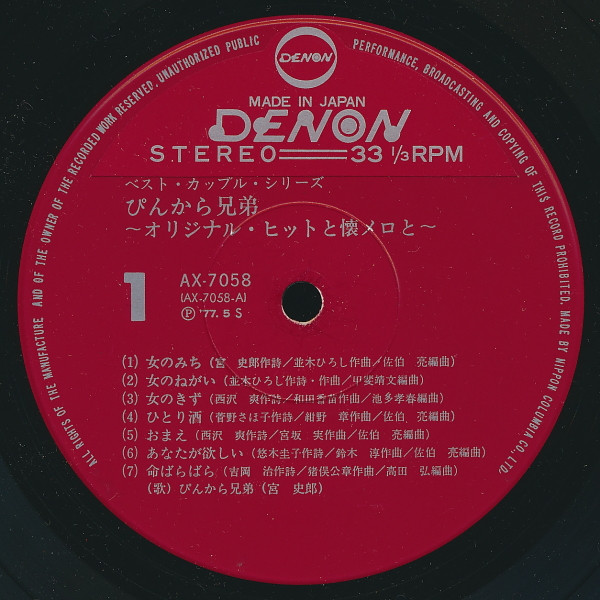 ALL RIGHTS OF THE MANUFACTURE AND OF THE OWNER OF THE RECORDED WORK RESERVED. UNAUTHORIZED PUBLIC PERFORMANCE, BROADCASTING AND COPYING OF THIS RECORD PROHIBITED. MADE BY NIPPON COLUMBIA CO., LTD.
DENON
MADE IN JAPAN
DENON
STEREO 33 1/3 RPM
ベスト・カップル・シリーズ
ぴんから兄弟
〜オリジナル・ヒットと懐メロと〜
1
AX-7058
(AX-7058-A)
Ⓟ '77. 5 S
(1) 女のみち (宮 史郎作詩/並木ひろし作曲/佐伯 亮編曲)
(2) 女のねがい (並木ひろし作詩・作曲/甲斐靖文編曲)
(3) 女のきず (西沢 爽作詩/和田香苗作曲/池多孝春編曲)
(4) ひとり酒 (菅野さほ子作詩/紺野 章作曲/佐伯 亮編曲)
(5) おまえ (西沢 爽作詩/宮坂 実作曲/佐伯 亮編曲)
(6) あなたが欲しい (悠木圭子作詩/鈴木 淳作曲/佐伯 亮編曲)
(7) 命ばらばら (吉岡 治作詩/猪俣公章作曲/高田 弘編曲)
(歌) ぴんから兄弟 (宮 史郎)